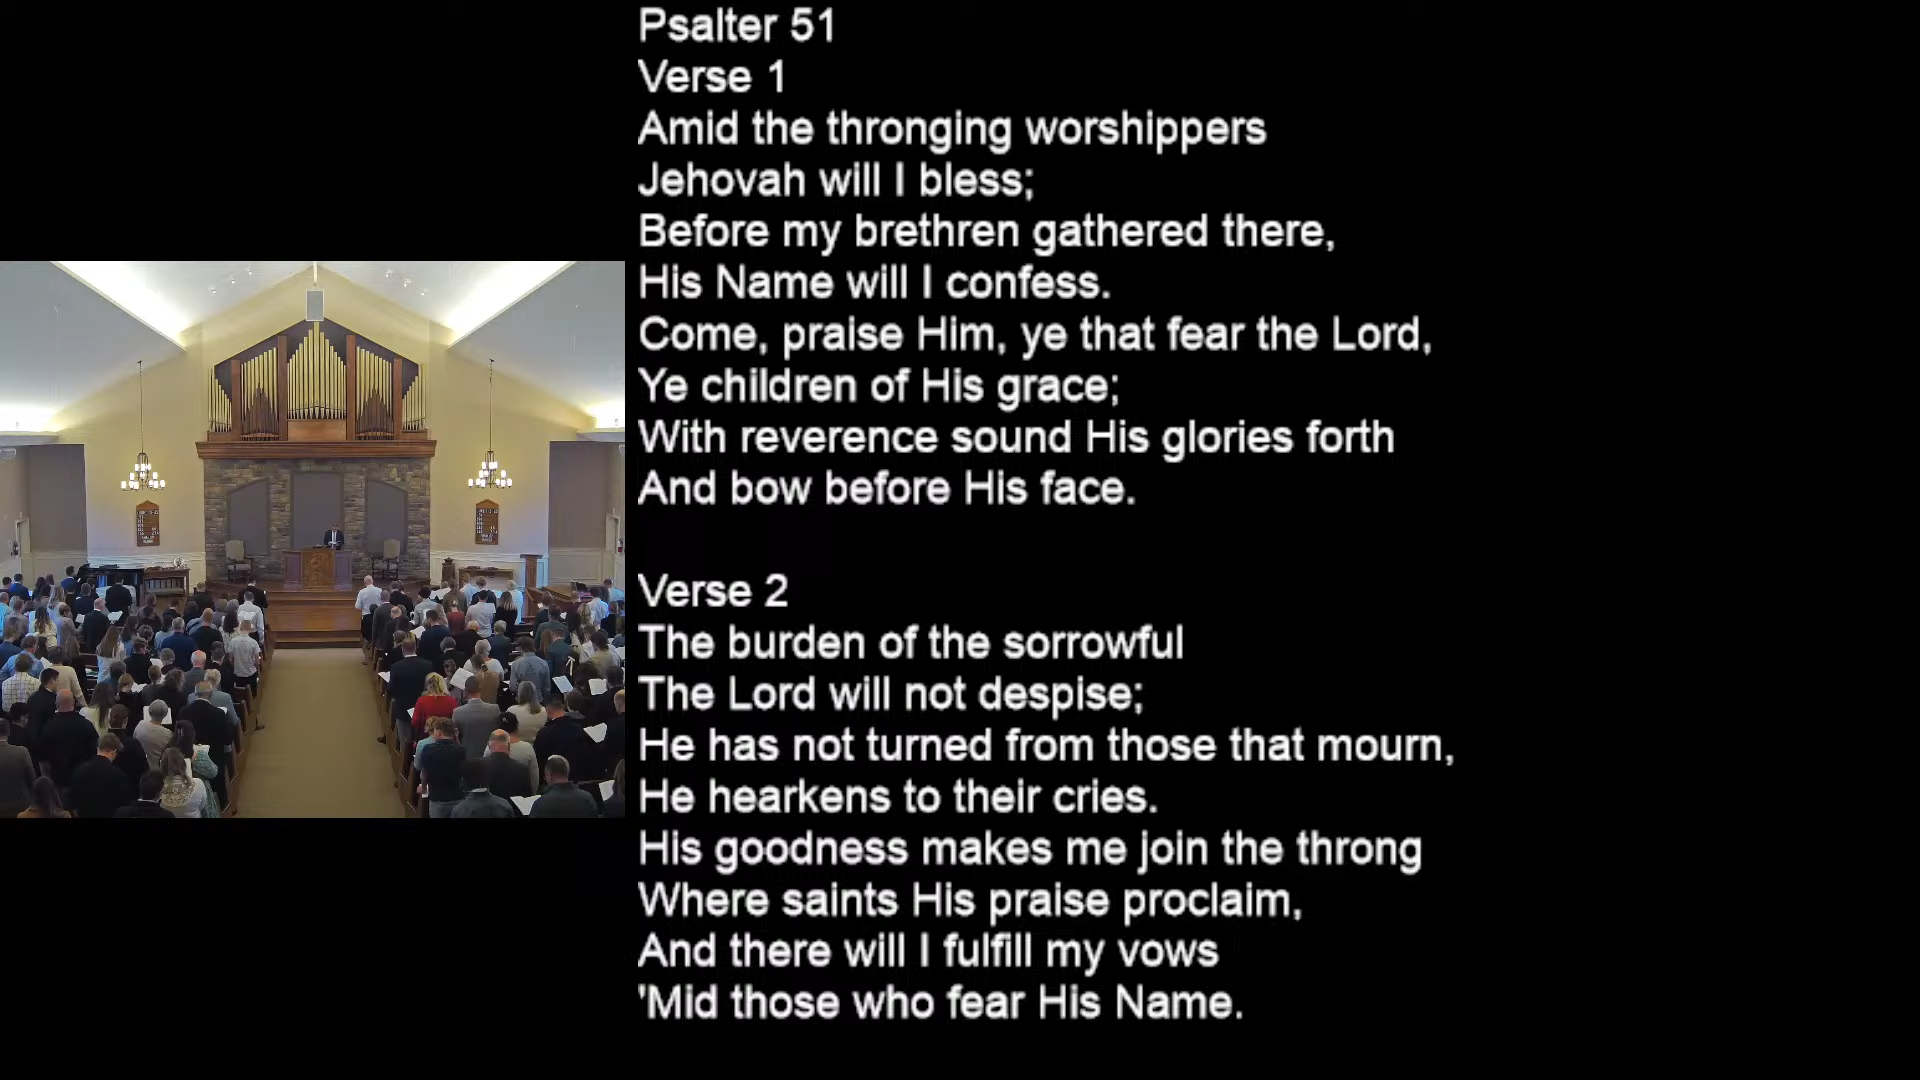 Psalter 51
Verse 1
Amid the thronging worshippers
Jehovah will I bless;
Before my brethren gathered there,
His Name will I confess.
Come, praise Him, ye that fear the Lord,
Ye children of His grace;
With reverence sound His glories forth
And bow before His face.
Verse 2
The burden of the sorrowful
The Lord will not despise;
He has not turned from those that mourn,
He hearkens to their cries.
His goodness makes me join the throng
Where saints His praise proclaim,
And there will I fulfill my vows
'Mid those who fear His Name.